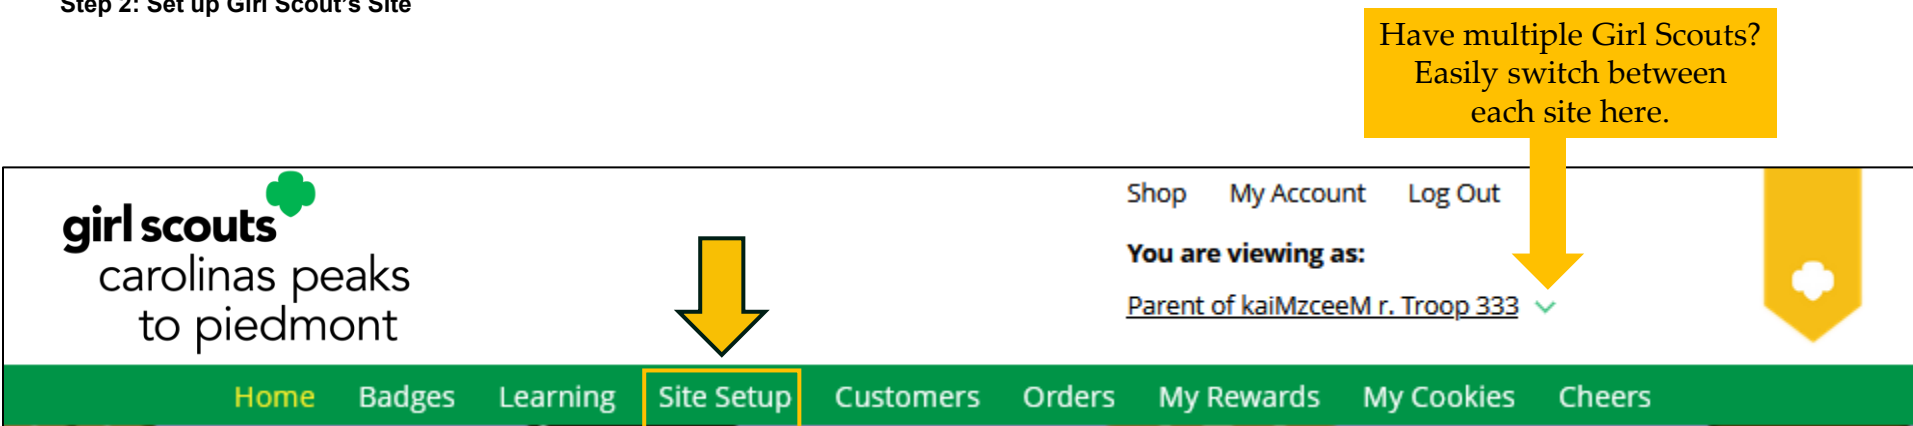 Step 2: Set up Girl Scout's Site
Have multiple Girl Scouts?
Easily switch between
each site here.
girl scouts
carolinas peaks
to piedmont
Shop My Account Log Out
You are viewing as:
Parent of kaiMzceeM r. Troop 333
Home Badges Learning Site Setup Customers Orders My Rewards My Cookies Cheers